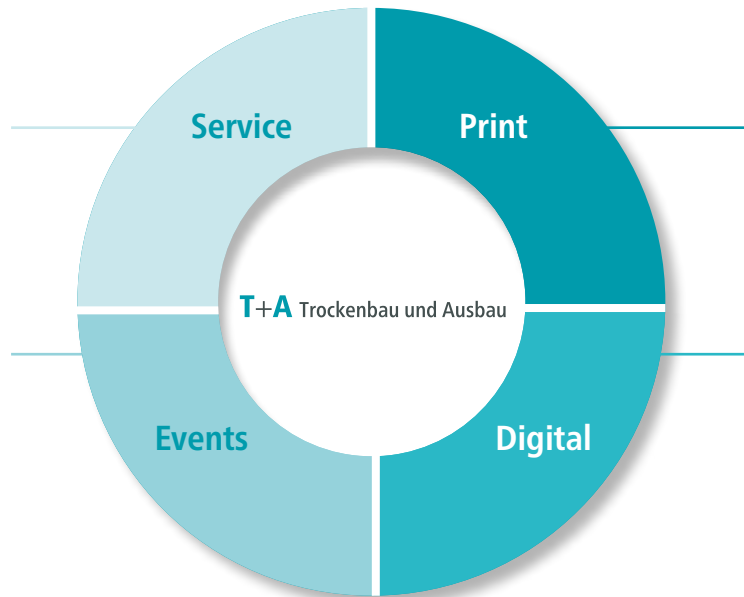 Service
Print
T+A Trockenbau und Ausbau
Events
Digital